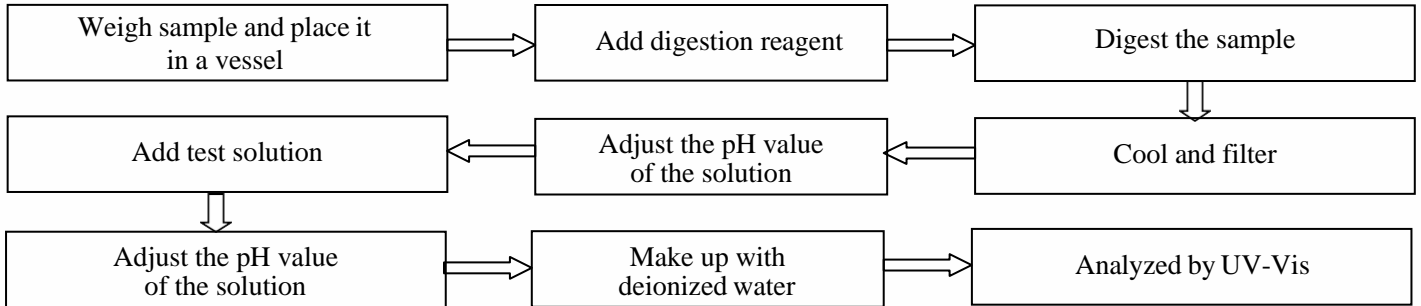 Weigh sample and place it
in a vessel
Add digestion reagent
Digest the sample
Cool and filter
Adjust the pH value
of the solution
Add test solution
Adjust the pH value
of the solution
Make up with
deionized water
Analyzed by UV-Vis